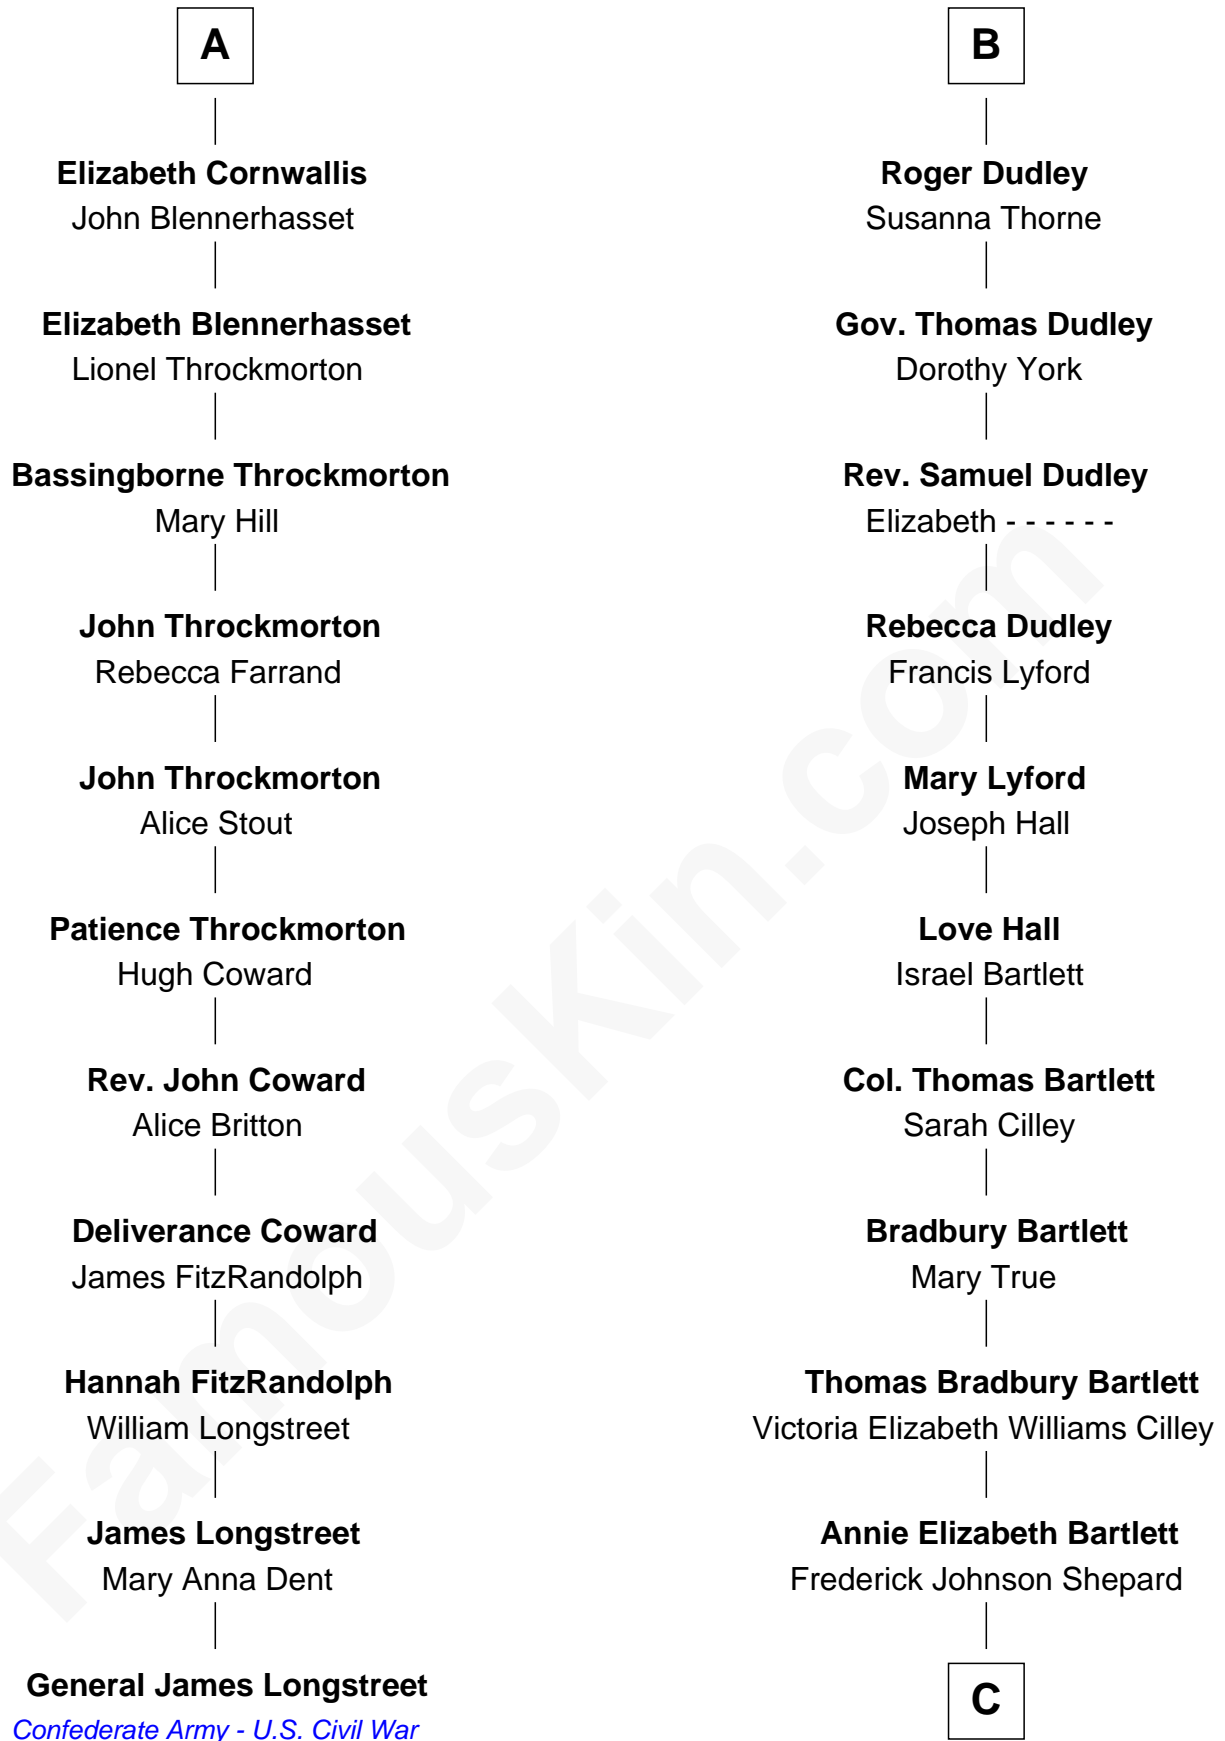 A
Elizabeth Cornwallis
John Blennerhasset
Elizabeth Blennerhasset
Lionel Throckmorton
Bassingborne Throckmorton
Mary Hill
John Throckmorton
Rebecca Farrand
John Throckmorton
Alice Stout
Patience Throckmorton
Hugh Coward
Rev. John Coward
Alice Britton
Deliverance Coward
James FitzRandolph
Hannah FitzRandolph
William Longstreet
James Longstreet
Mary Anna Dent
General James Longstreet
Confederate Army - U.S. Civil War
B
Roger Dudley
Susanna Thorne
Gov. Thomas Dudley
Dorothy York
Rev. Samuel Dudley
Elizabeth - - - - - -
Rebecca Dudley
Francis Lyford
Mary Lyford
Joseph Hall
Love Hall
Israel Bartlett
Col. Thomas Bartlett
Sarah Cilley
Bradbury Bartlett
Mary True
Thomas Bradbury Bartlett
Victoria Elizabeth Williams Cilley
Annie Elizabeth Bartlett
Frederick Johnson Shepard
C
FamousKin.com